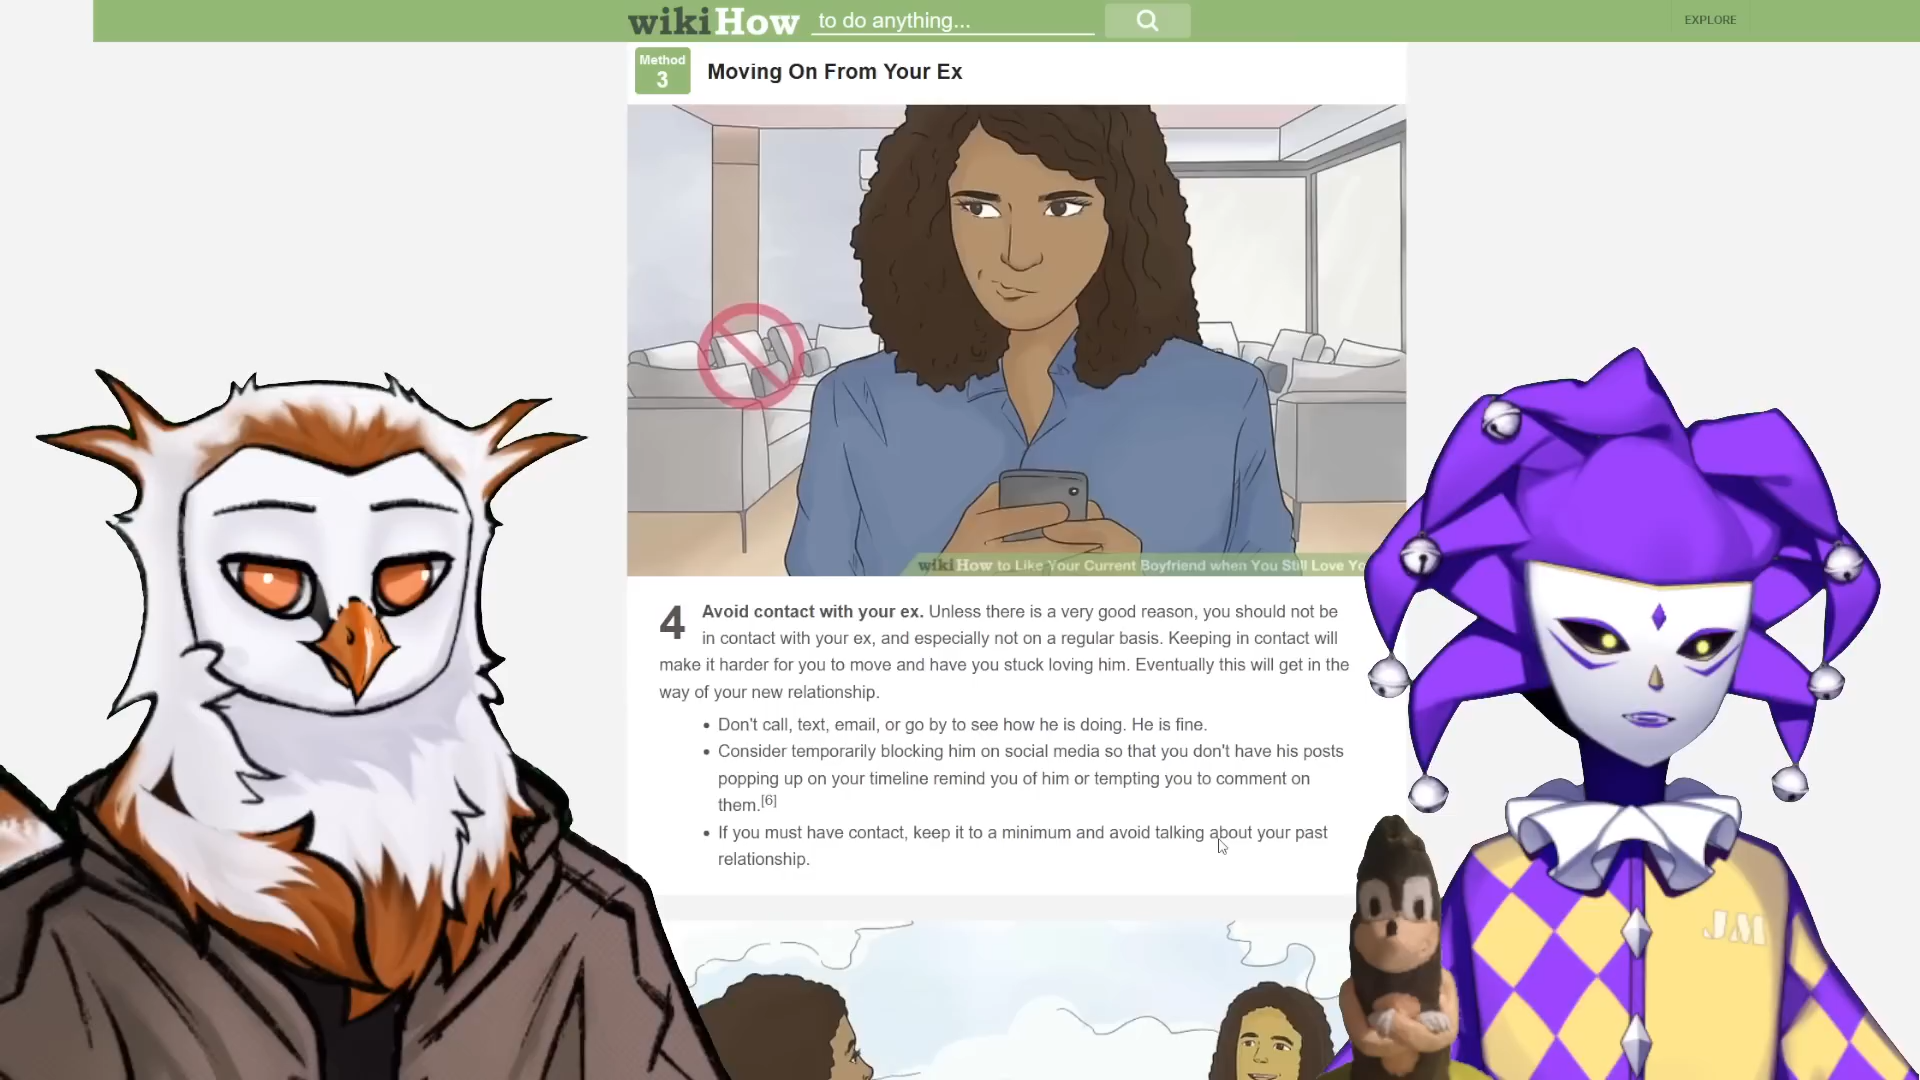 wikiHow to do anything...
EXPLORE
Method
3
Moving On From Your Ex
wikiHow to Like Your Current Boyfriend when You Still Love
4 Avoid contact with your ex. Unless there is a very good reason, you should not be
in contact with your ex, and especially not on a regular basis. Keeping in contact will
make it harder for you to move and have you stuck loving him. Eventually this will get in the
way of your new relationship.
• Don't call, text, email, or go by to see how he is doing. He is fine.
• Consider temporarily blocking him on social media so that you don't have his posts
popping up on your timeline remind you of him or tempting you to comment on
them.[6]
• If you must have contact, keep it to a minimum and avoid talking about your past
relationship.
JM